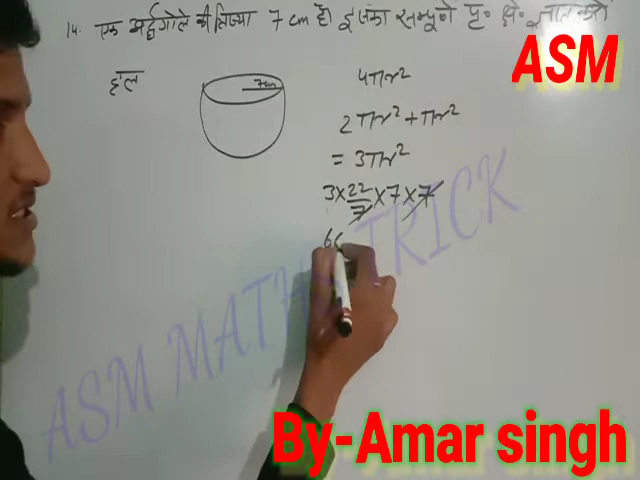 14. एक अर्द्धगोले की त्रिज्या 7 cm है। इसका सम्पूर्ण पृ० क्षे० ज्ञात करो
ASM
हल
7cm
4πr²
2πr² + πr²
= 3πr²
3 × 22/7 × 7 × 7
66
ASM MATH TRICK
By-Amar singh